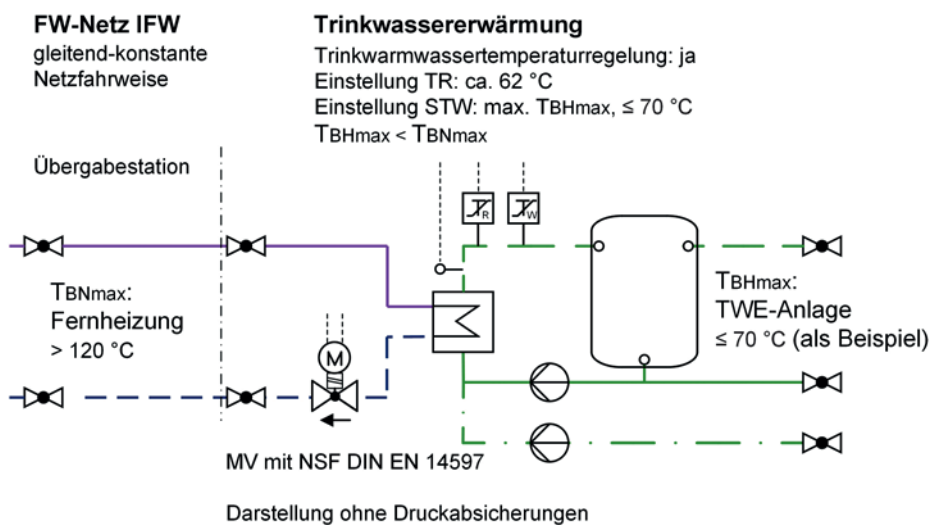 FW-Netz IFW
gleitend-konstante
Netzfahrweise
Trinkwassererwärmung
Trinkwarmwassertemperaturregelung: ja
Einstellung TR: ca. 62 °C
Einstellung STW: max. TBHmax, ≤ 70 °C
TBHmax < TBNmax
Übergabestation
R
W
TBNmax:
Fernheizung
> 120 °C
M
TBHmax:
TWE-Anlage
≤ 70 °C (als Beispiel)
MV mit NSF DIN EN 14597
Darstellung ohne Druckabsicherungen